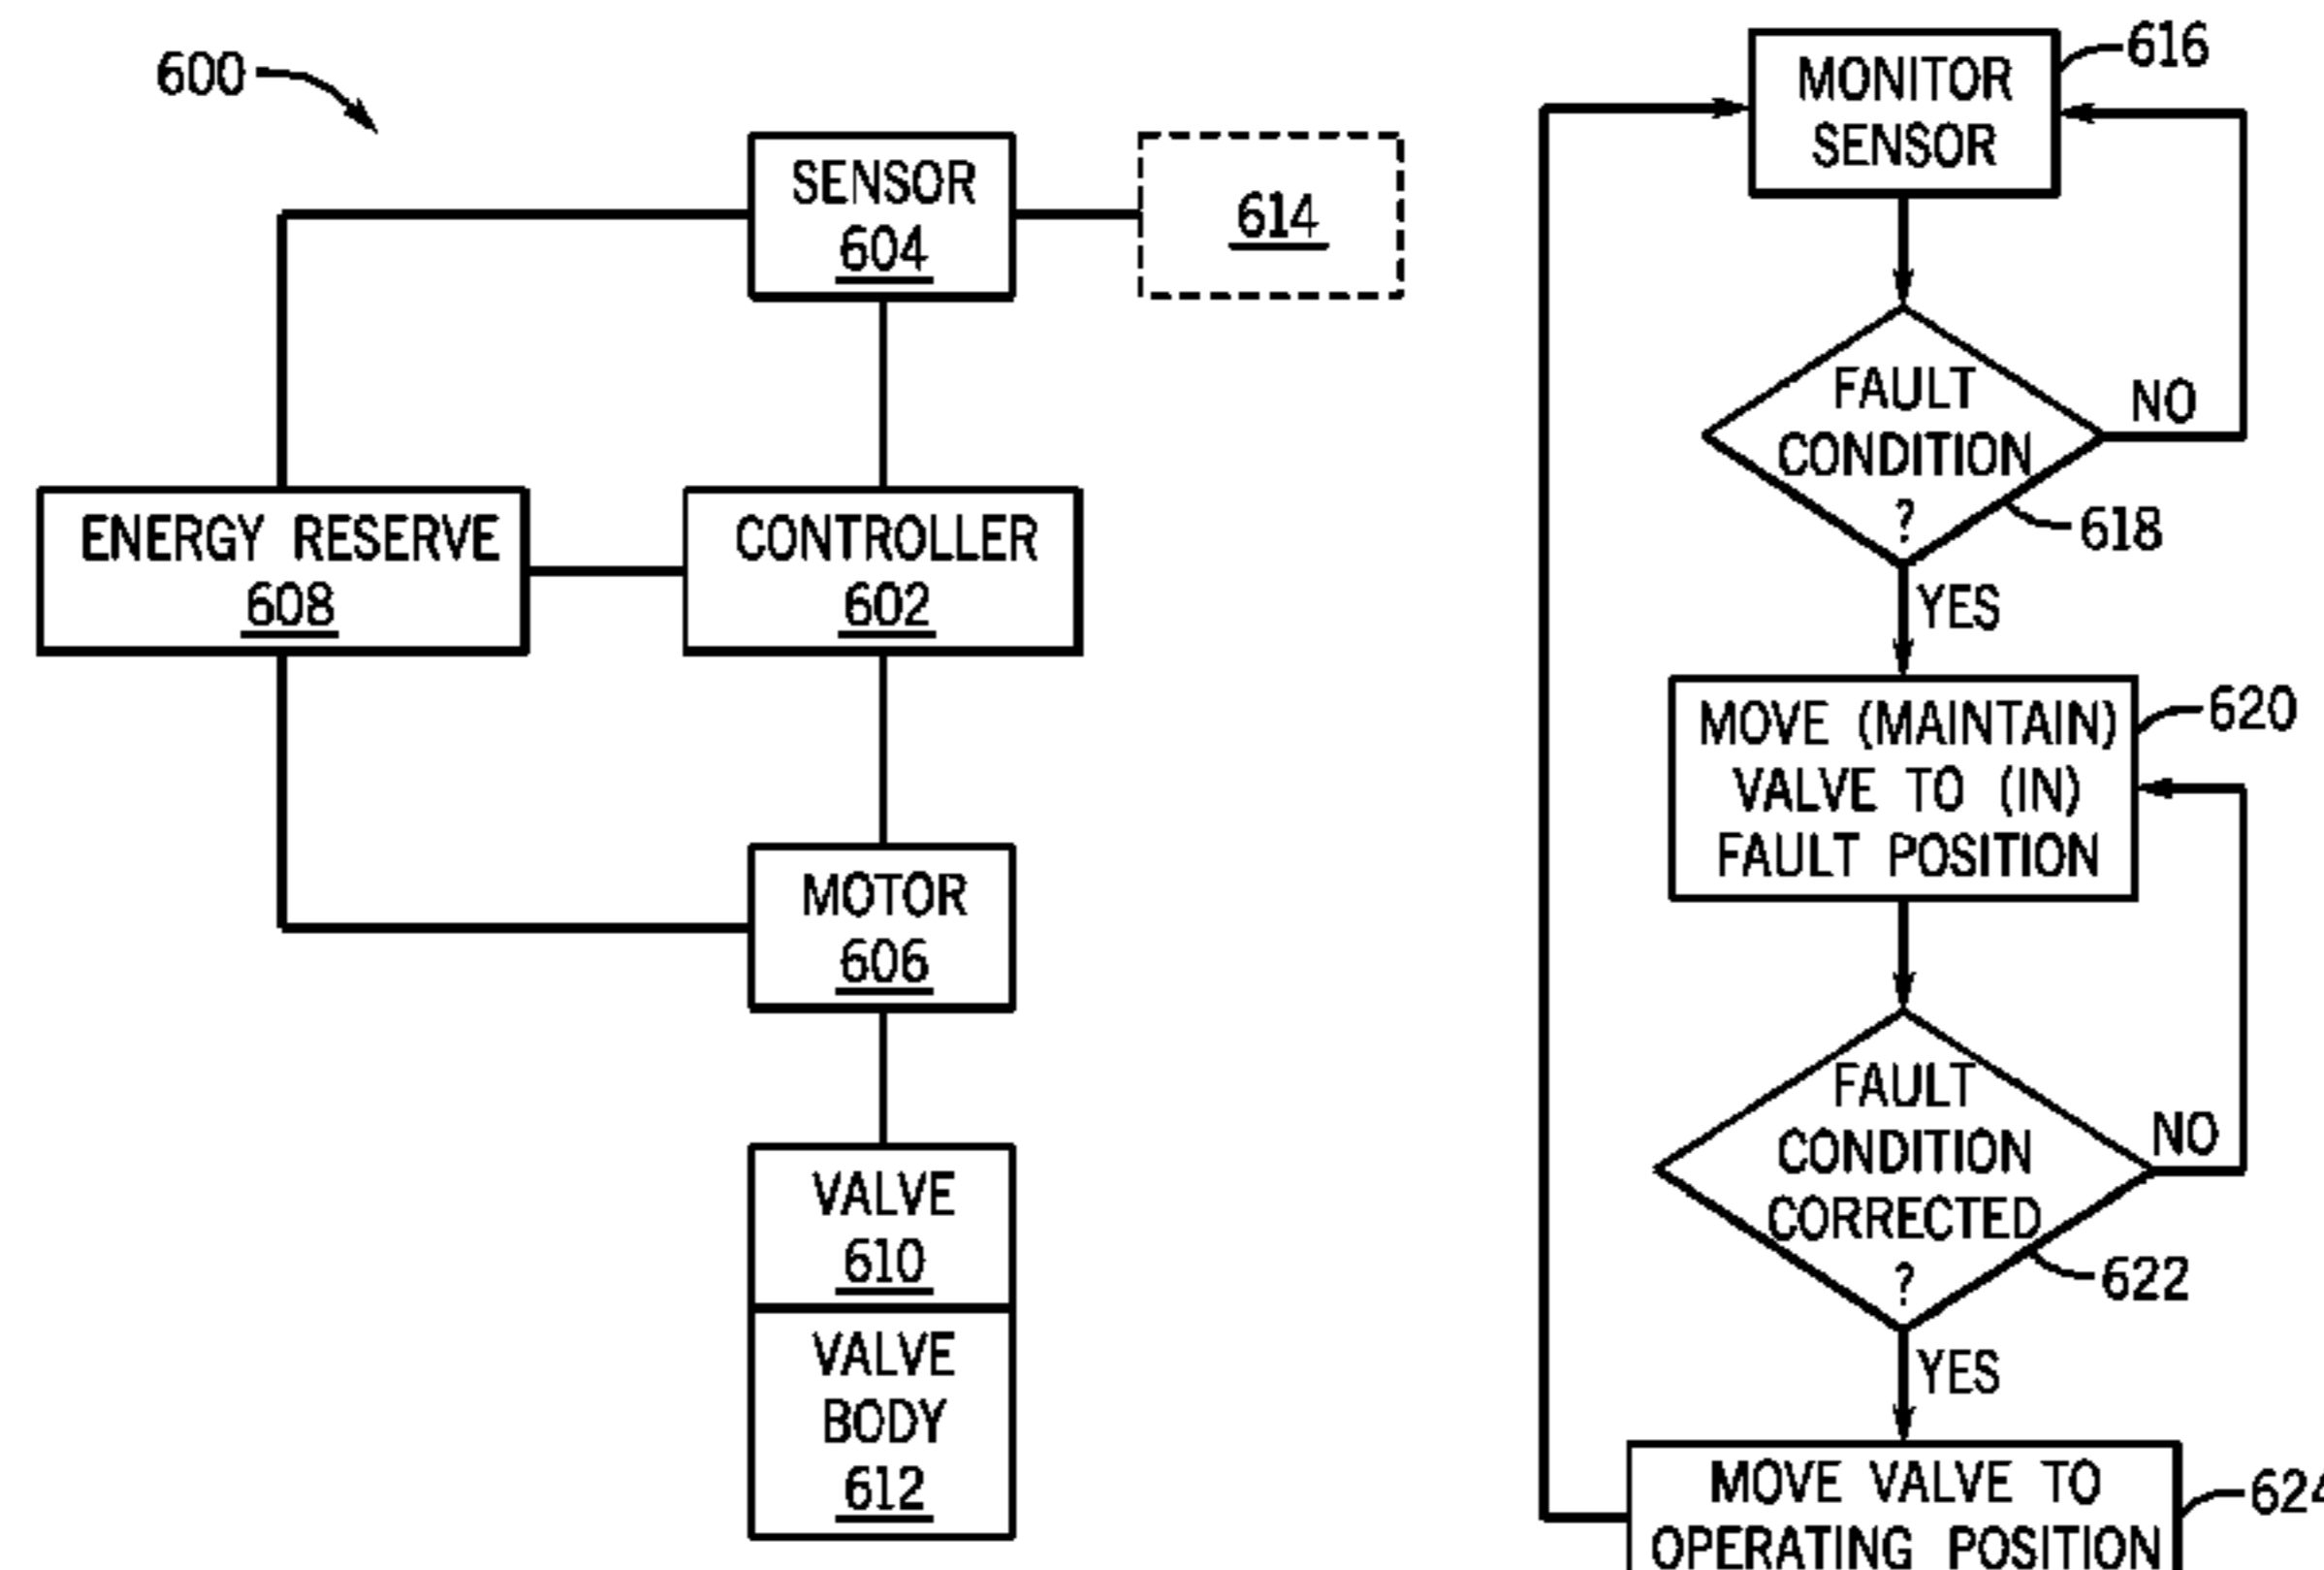 600
SENSOR
604
614
ENERGY RESERVE
608
CONTROLLER
602
MOTOR
606
VALVE
610
VALVE
BODY
612
MONITOR
SENSOR
616
FAULT
CONDITION
?
NO
618
YES
MOVE (MAINTAIN)
VALVE TO (IN)
FAULT POSITION
620
FAULT
CONDITION
CORRECTED
?
NO
622
YES
MOVE VALVE TO
OPERATING POSITION
624